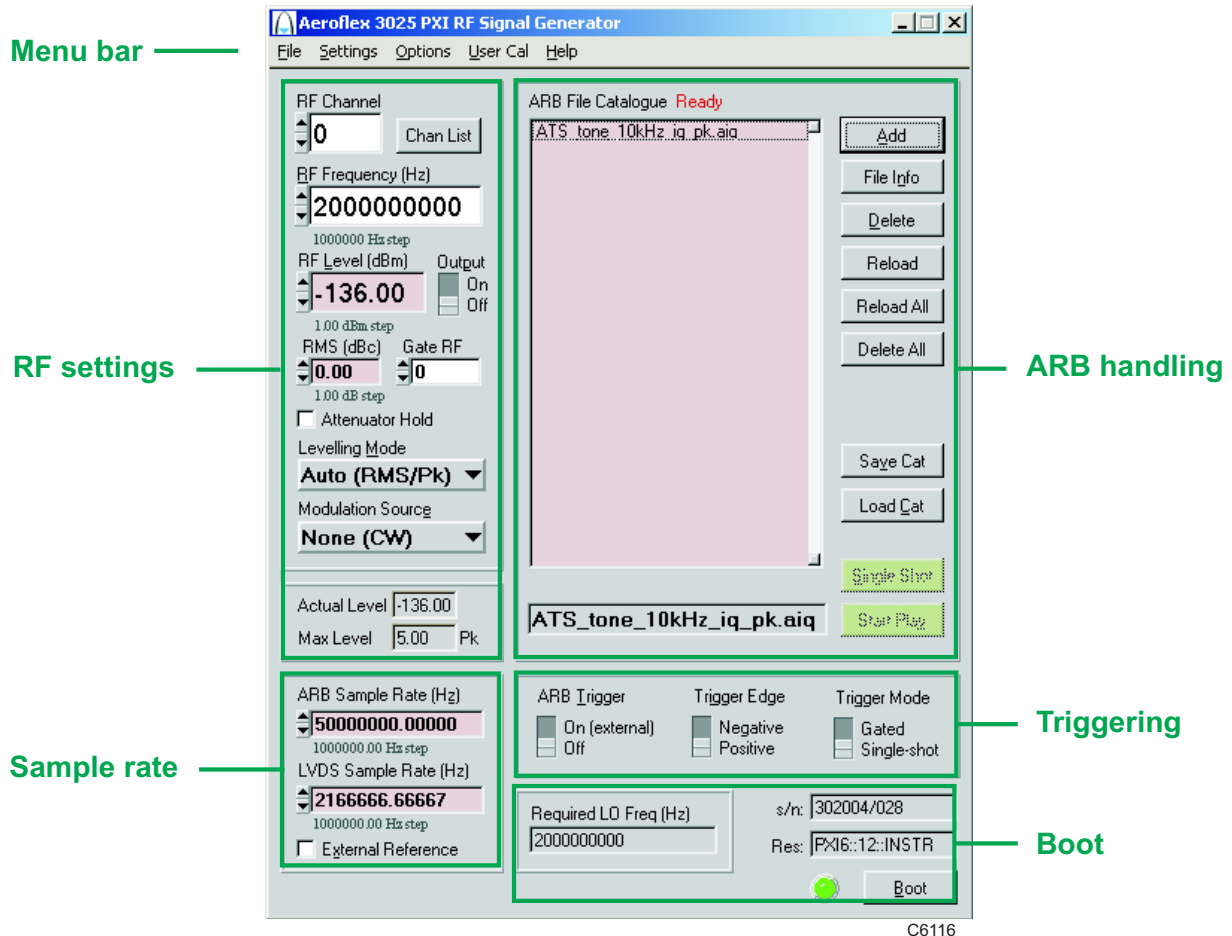 Aeroflex 3025 PXI RF Signal Generator
Menu bar
File Settings Options User Cal Help
RF settings
RF Channel
0
Chan List
RF Frequency (Hz)
2000000000
1000000 Hz step
RF Level (dBm) Output
-136.00
On
Off
1.00 dBm step
RMS (dBc) Gate RF
0.00 0
1.00 dB step
Attenuator Hold
Levelling Mode
Auto (RMS/Pk)
Modulation Source
None (CW)
Actual Level -136.00
Max Level 5.00 Pk
ARB handling
ARB File Catalogue Ready
ATS_tone_10kHz_iq_pk.aiq
Add
File Info
Delete
Reload
Reload All
Delete All
Save Cat
Load Cat
Single Shot
Start Play
ATS_tone_10kHz_iq_pk.aiq
Sample rate
ARB Sample Rate (Hz)
50000000.00000
1000000.00 Hz step
LVDS Sample Rate (Hz)
2166666.66667
1000000.00 Hz step
External Reference
Triggering
ARB Trigger Trigger Edge Trigger Mode
On (external) Negative Gated
Off Positive Single-shot
Boot
Required LO Freq (Hz)
2000000000
s/n: 302004/028
Res: PXI6::12::INSTR
Boot
C6116